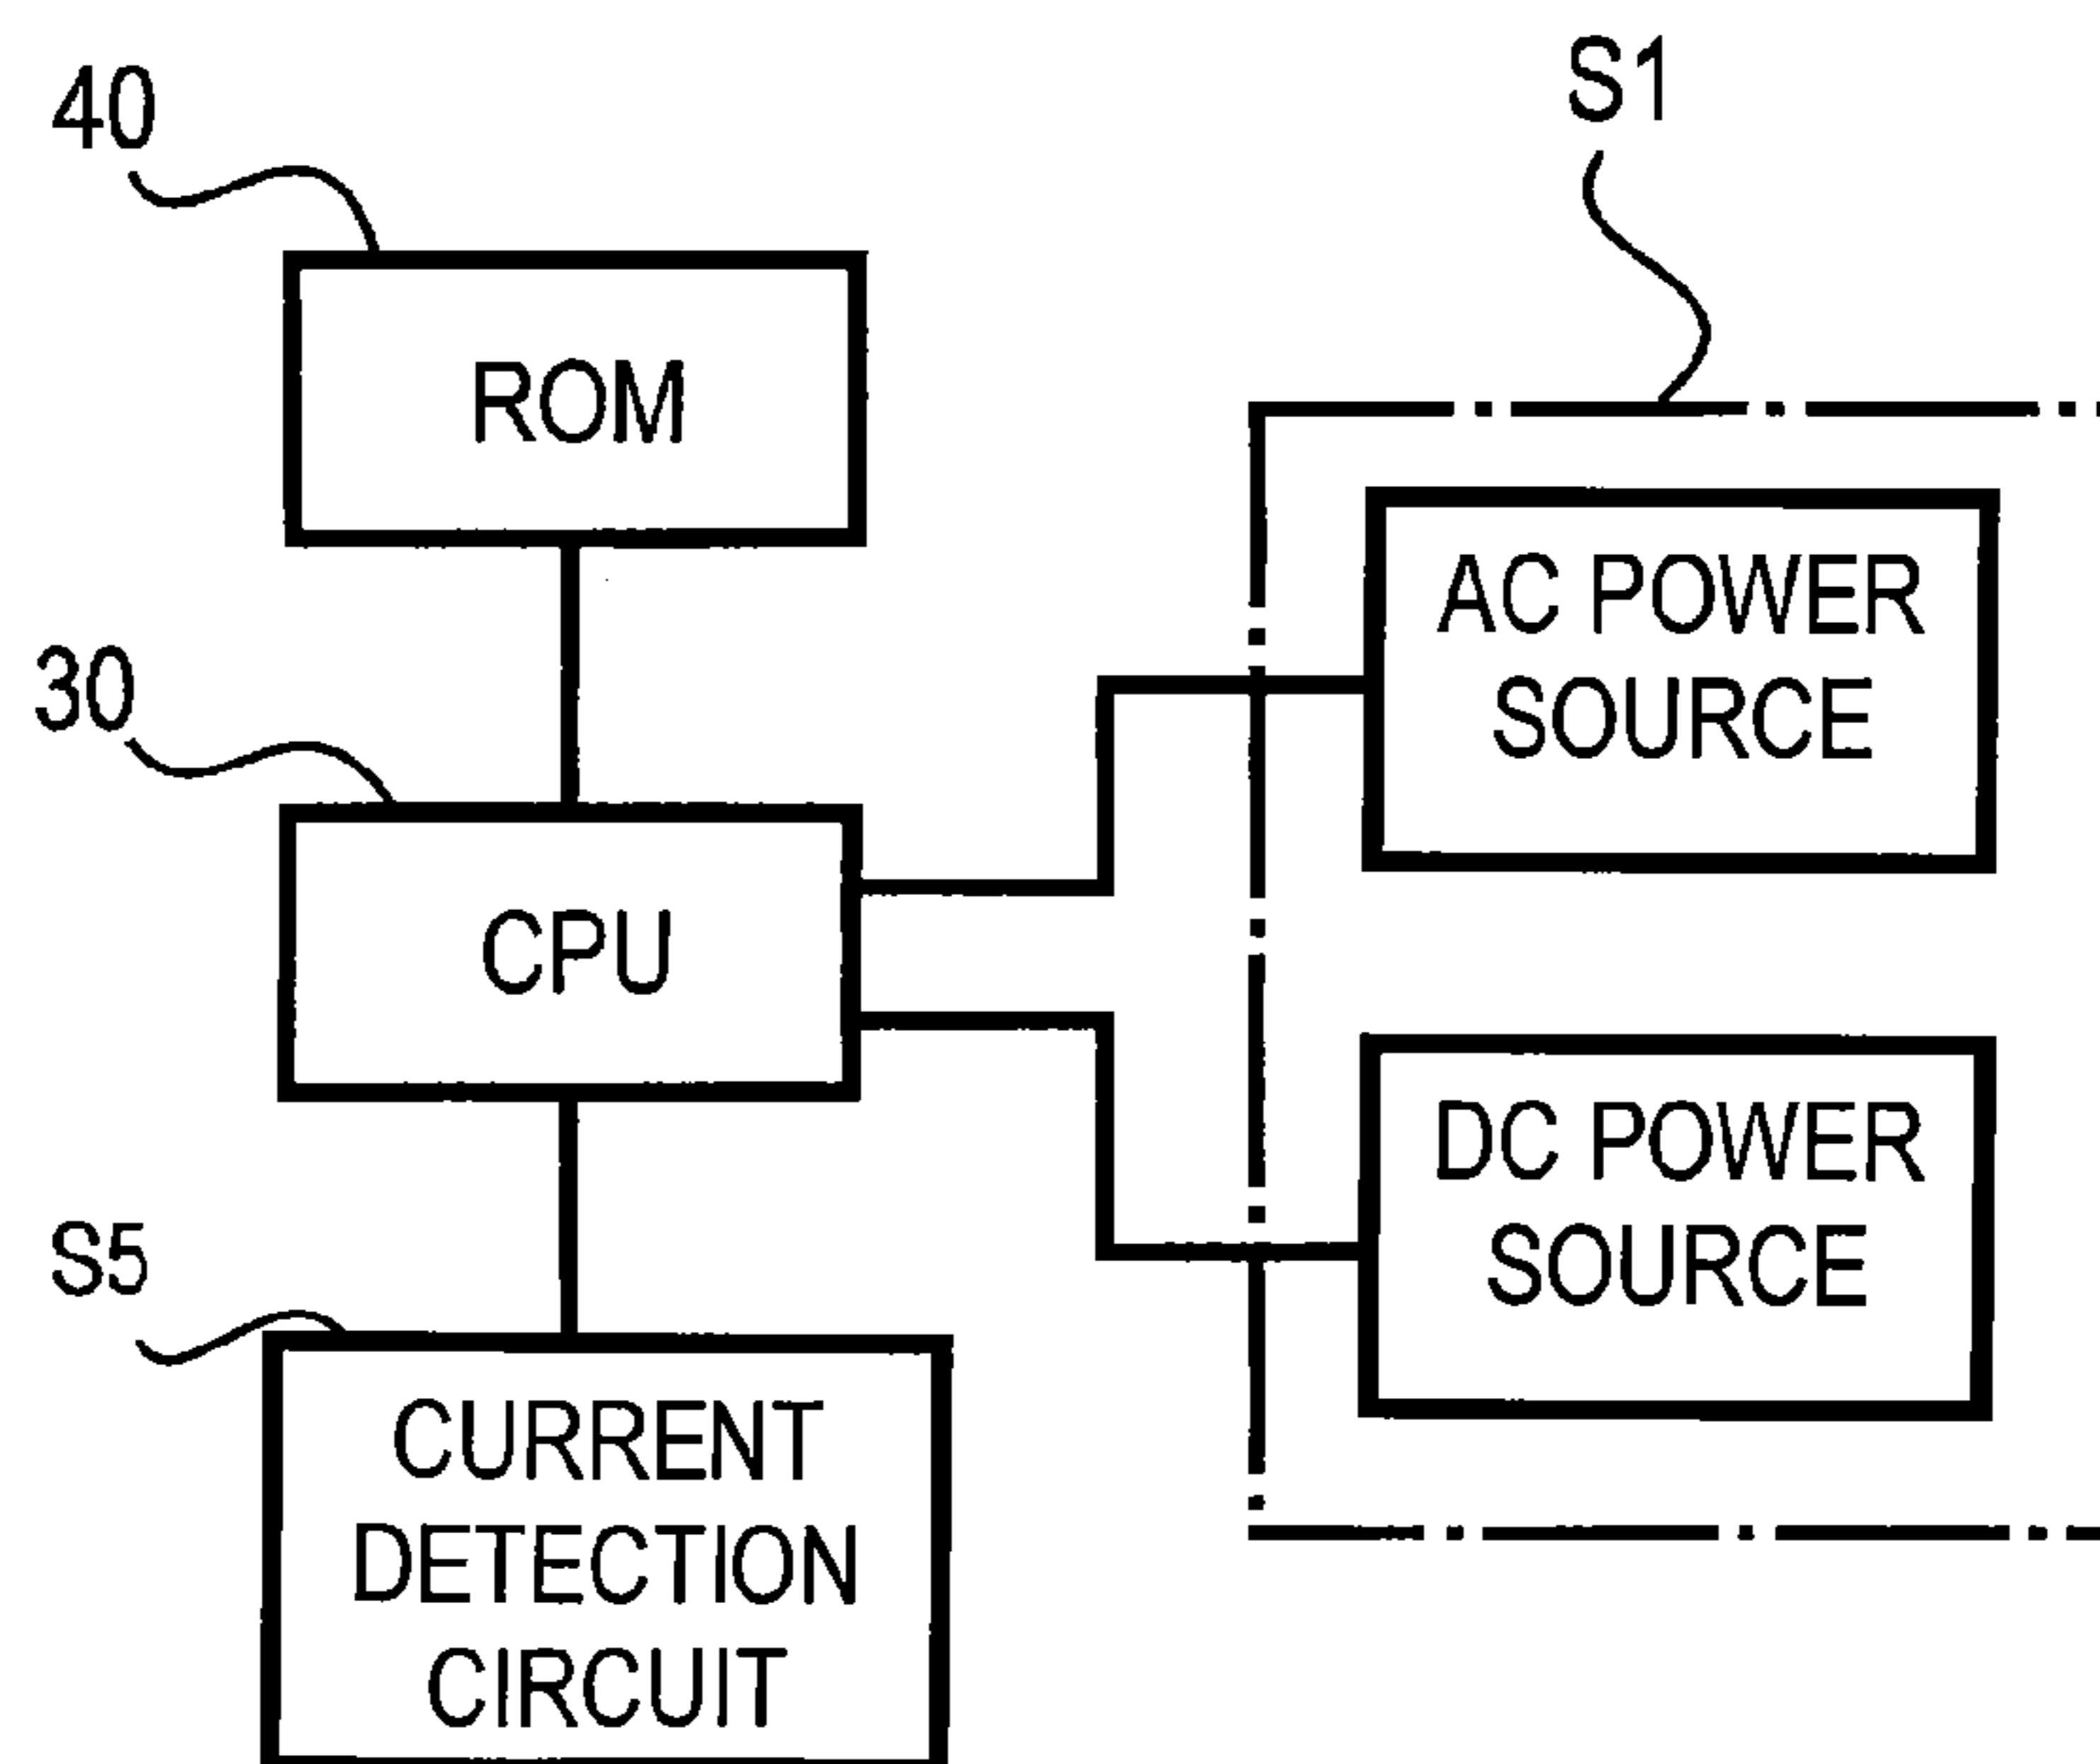 40
S1
ROM
AC POWER
SOURCE
30
CPU
DC POWER
SOURCE
S5
CURRENT
DETECTION
CIRCUIT